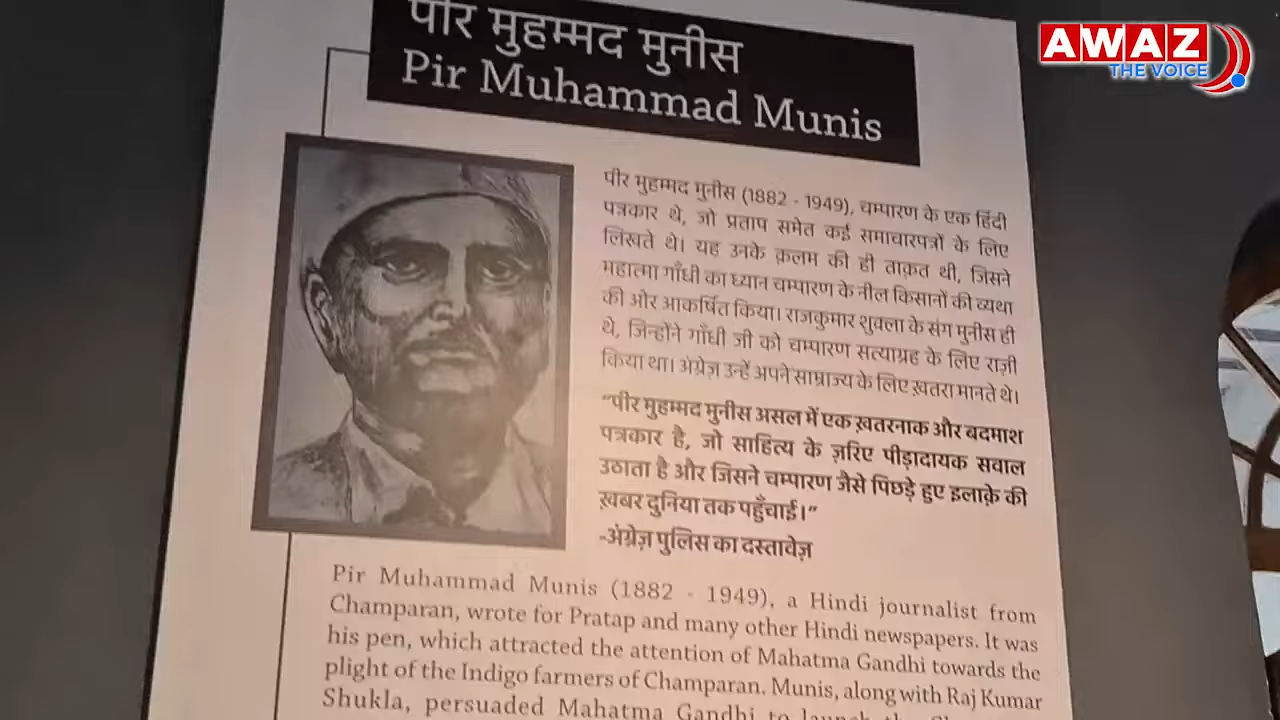 AWAZ
THE VOICE
पीर मुहम्मद मुनीस
Pir Muhammad Munis
पीर मुहम्मद मुनीस (1882 - 1949), चम्पारण के एक हिंदी
पत्रकार थे, जो प्रताप समेत कई समाचारपत्रों के लिए
लिखते थे। यह उनके क़लम की ही ताक़त थी, जिसने
महात्मा गाँधी का ध्यान चम्पारण के नील किसानों की व्यथा
की ओर आकर्षित किया। राजकुमार शुक्ला के संग मुनीस ही
थे, जिन्होंने गाँधी जी को चम्पारण सत्याग्रह के लिए राज़ी
किया था। अंग्रेज़ उन्हें अपने साम्राज्य के लिए ख़तरा मानते थे।
“पीर मुहम्मद मुनीस असल में एक ख़तरनाक और बदमाश
पत्रकार है, जो साहित्य के ज़रिए पीड़ादायक सवाल
उठाता है और जिसने चम्पारण जैसे पिछड़े हुए इलाक़े की
ख़बर दुनिया तक पहुँचाई।”
-अंग्रेज़ पुलिस का दस्तावेज़
Pir Muhammad Munis (1882 - 1949), a Hindi journalist from
Champaran, wrote for Pratap and many other Hindi newspapers. It was
his pen, which attracted the attention of Mahatma Gandhi towards the
plight of the Indigo farmers of Champaran. Munis, along with Raj Kumar
Shukla, persuaded Mahatma Gandhi to launch the